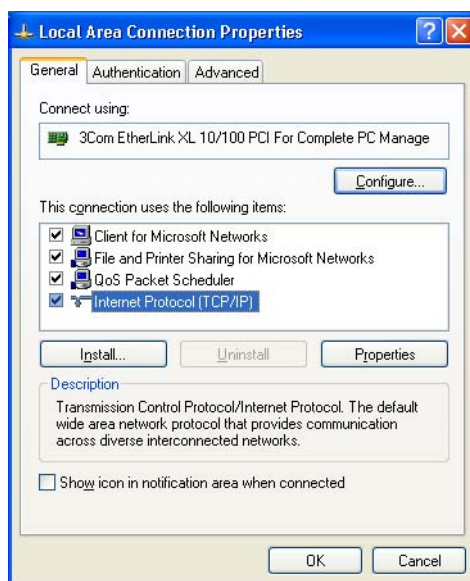 Local Area Connection Properties
General Authentication Advanced
Connect using:
3Com EtherLink XL 10/100 PCI For Complete PC Manage
Configure...
This connection uses the following items:
Client for Microsoft Networks
File and Printer Sharing for Microsoft Networks
QoS Packet Scheduler
Internet Protocol (TCP/IP)
Install... Uninstall Properties
Description
Transmission Control Protocol/Internet Protocol. The default
wide area network protocol that provides communication
across diverse interconnected networks.
Show icon in notification area when connected
OK Cancel